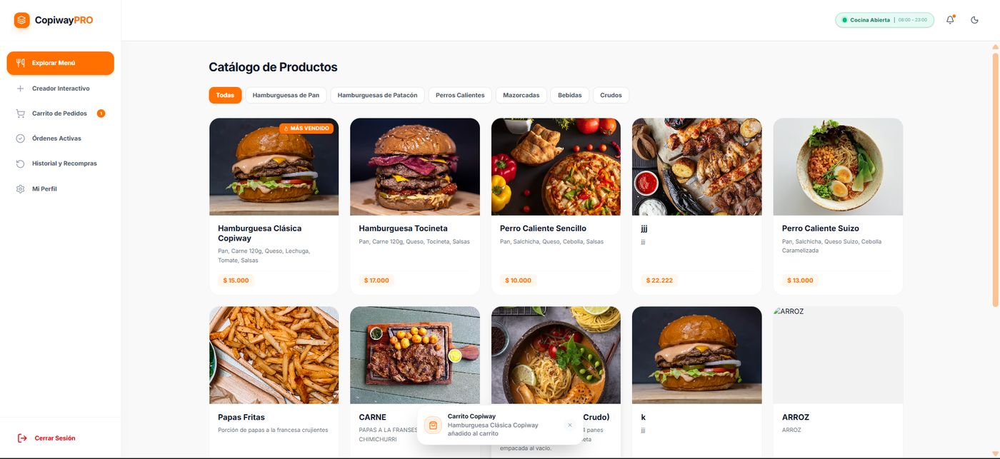 CopiwayPRO
Cocina Abierta | 08:00 - 23:00
Explorar Menú
Creador Interactivo
Carrito de Pedidos 1
Órdenes Activas
Historial y Recompras
Mi Perfil
Cerrar Sesión
Catálogo de Productos
Todas
Hamburguesas de Pan
Hamburguesas de Patacón
Perros Calientes
Mazorcadas
Bebidas
Crudos
MÁS VENDIDO
Hamburguesa Clásica
Copiway
Pan, Carne 120g, Queso, Lechuga,
Tomate, Salsas
$ 15.000
Hamburguesa Tocineta
Pan, Carne 120g, Queso, Tocineta, Salsas
$ 17.000
Perro Caliente Sencillo
Pan, Salchicha, Queso, Cebolla, Salsas
$ 10.000
jjj
jjj
$ 22.222
Perro Caliente Suizo
Pan, Salchicha, Queso Suizo, Cebolla
Caramelizada
$ 13.000
Papas Fritas
Porción de papas a la francesa crujientes
CARNE
PAPAS A LA FRANSES
CHIMICHURRI
Crudo)
panes
empacada al vacío.
k
jjj
ARROZ
ARROZ
ARROZ
Carrito Copiway
Hamburguesa Clásica Copiway
añadido al carrito